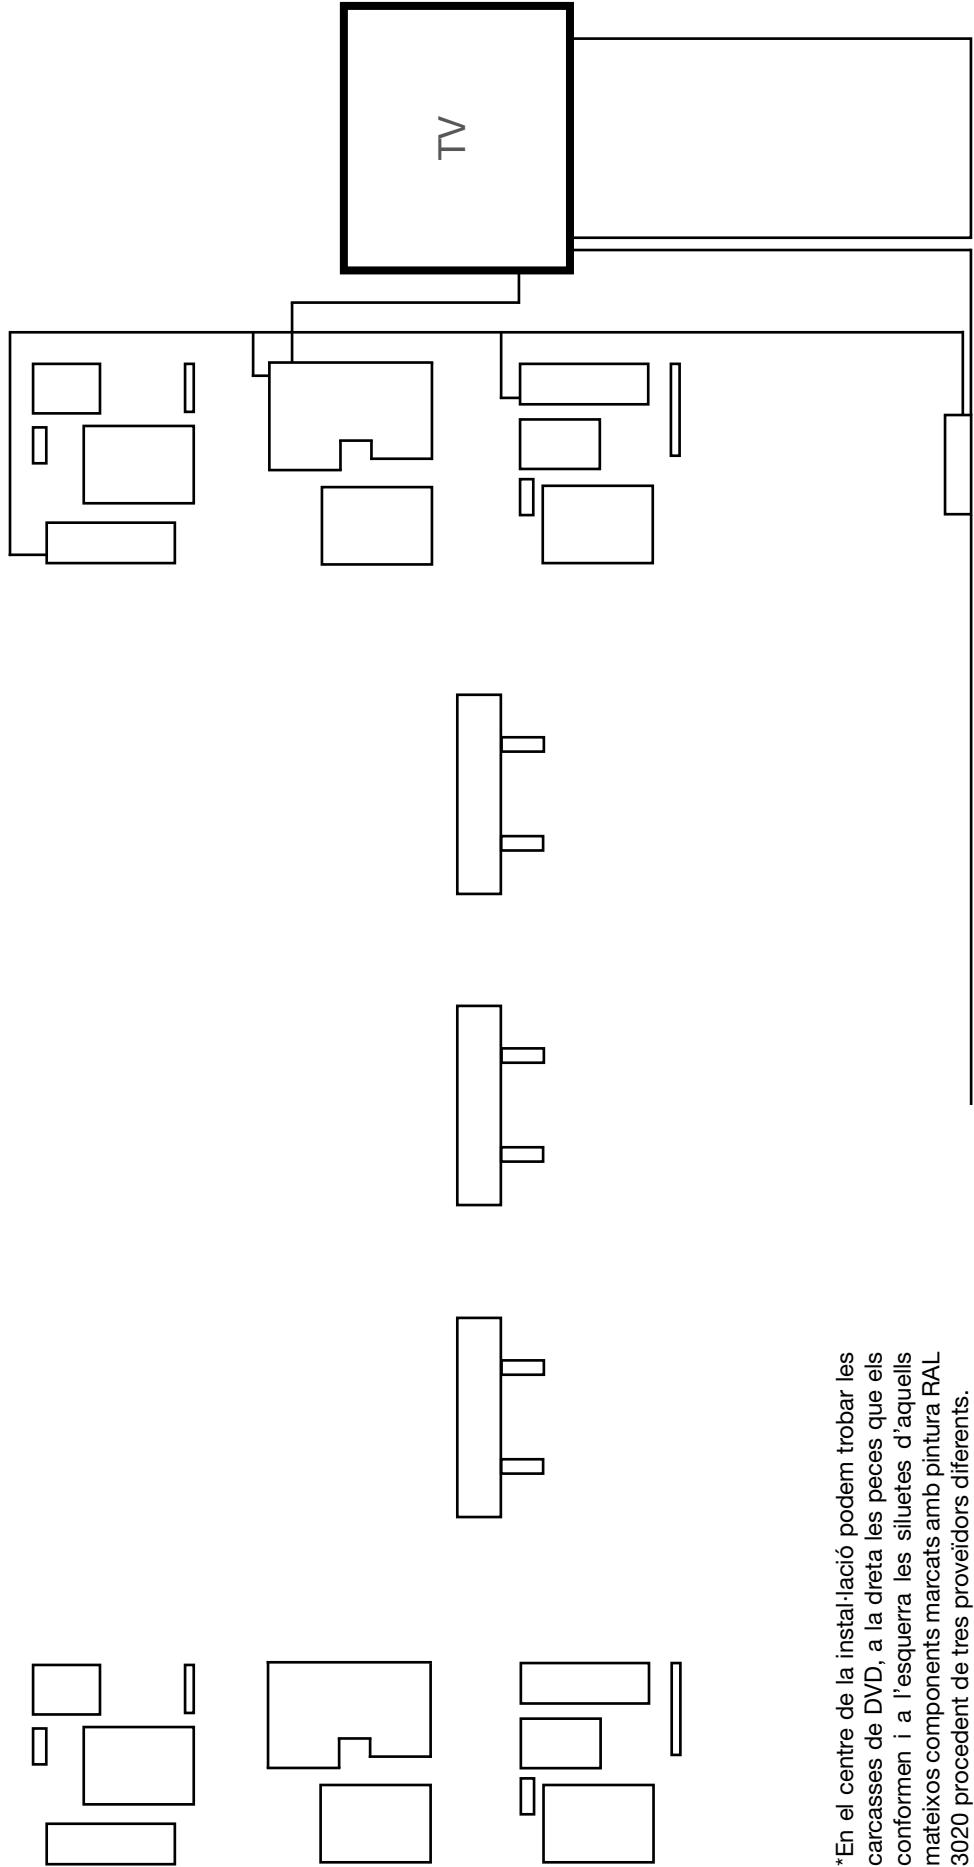 TV
*En el centre de la instal·lació podem trobar les
carcasses de DVD, a la dreta les peces que els
conformen i a l'esquerra les siluetes d'aquells
mateixos components marcats amb pintura RAL
3020 procedent de tres proveïdors diferents.